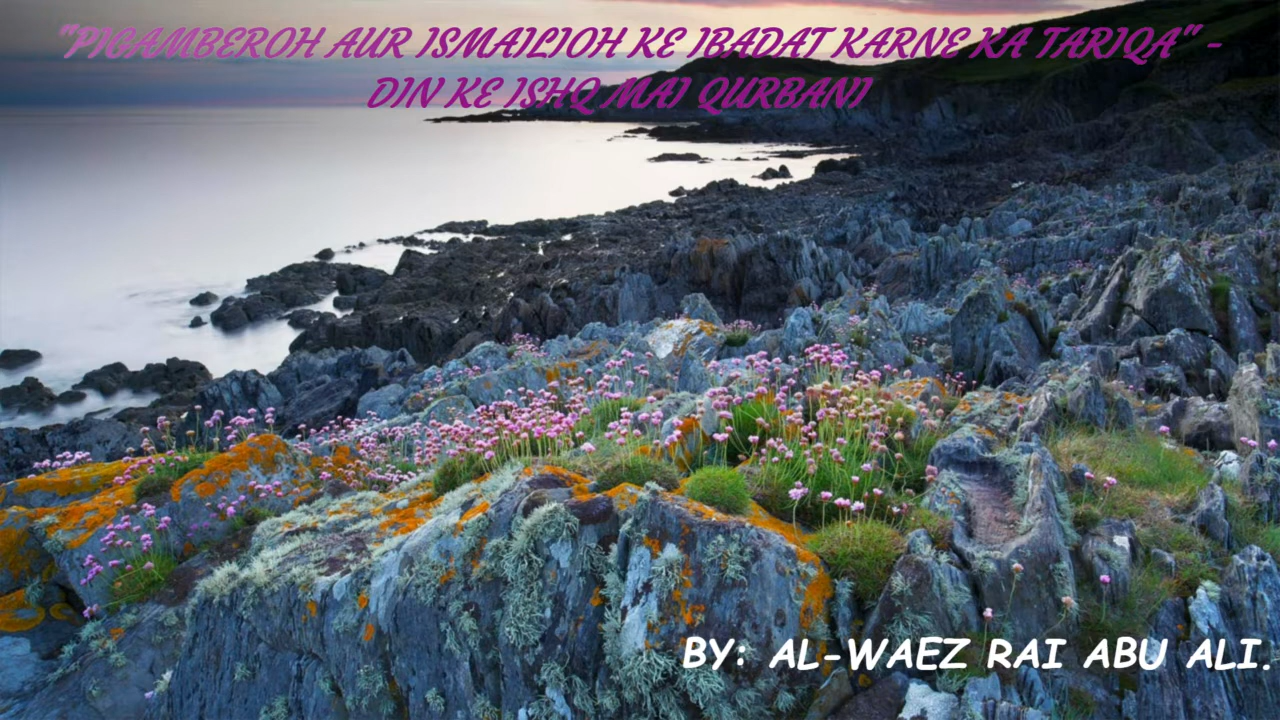 "PIGAMBEROH AUR ISMAILIOH KE IBADAT KARNE KA TARIQA" -
DIN KE ISHQ MAI QURBANI
BY: AL-WAEZ RAI ABU ALI.